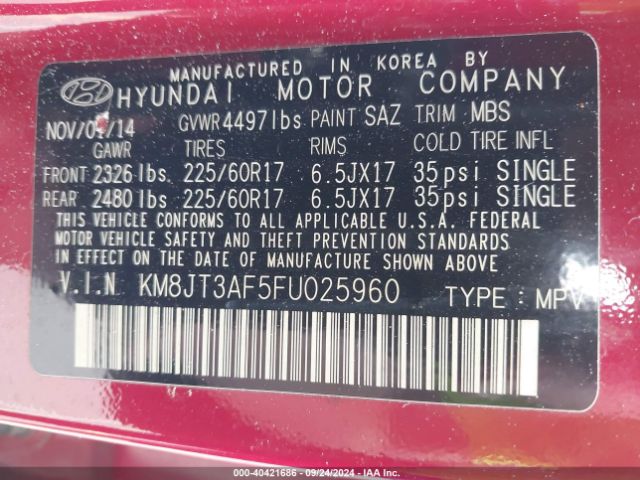 MANUFACTURED IN KOREA BY
HYUNDAI MOTOR COMPANY
NOV/01/14 GVWR 4497lbs PAINT SAZ TRIM MBS
GAWR TIRES RIMS COLD TIRE INFL
FRONT 2326 lbs. 225/60R17 6.5JX17 35psi SINGLE
REAR 2480 lbs 225/60R17 6.5JX17 35psi SINGLE
THIS VEHICLE CONFORMS TO ALL APPLICABLE U.S.A. FEDERAL
MOTOR VEHICLE SAFETY AND THEFT PREVENTION STANDARDS
IN EFFECT ON THE DATE OF MANUFACTURE SHOWN ABOVE.
V.I.N KM8JT3AF5FU025960 TYPE : MPV
000-40421686 - 09/24/2024 - IAA Inc.